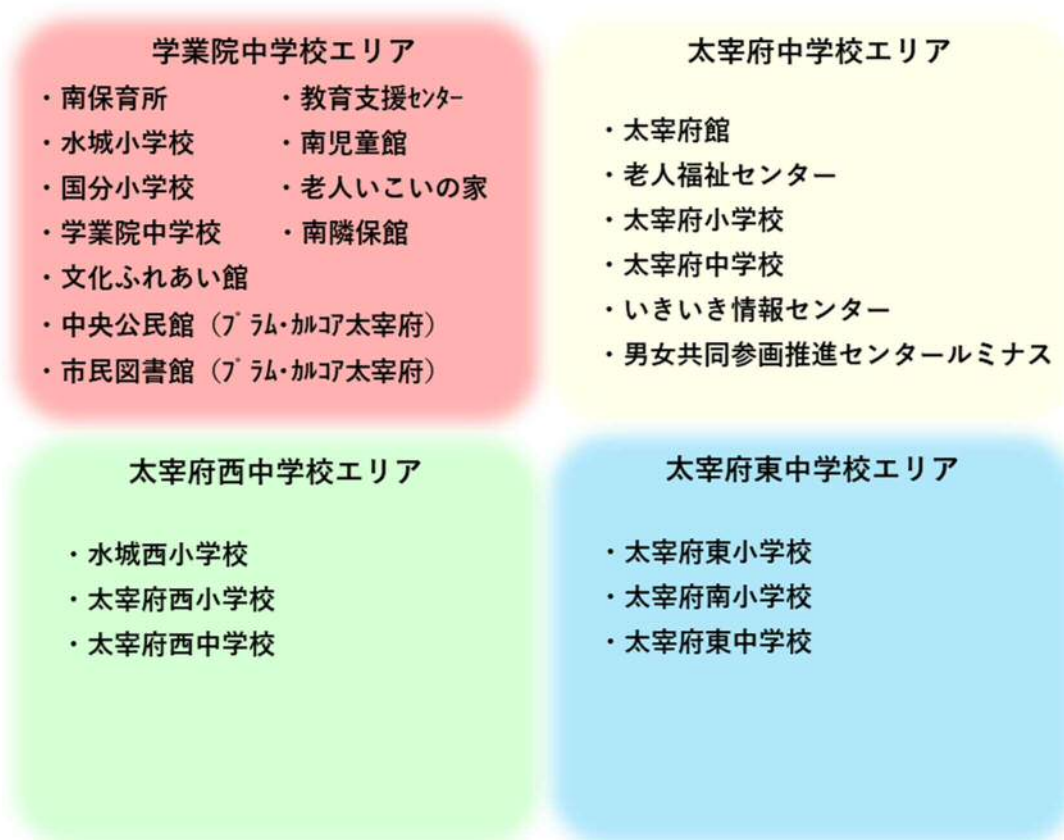 学業院中学校エリア
・南保育所
・水城小学校
・国分小学校
・学業院中学校
・文化ふれあい館
・中央公民館（ﾌﾟﾗﾑ･ｶﾙｺｱ太宰府）
・市民図書館（ﾌﾟﾗﾑ･ｶﾙｺｱ太宰府）
・教育支援ｾﾝﾀｰ
・南児童館
・老人いこいの家
・南隣保館
太宰府中学校エリア
・太宰府館
・老人福祉センター
・太宰府小学校
・太宰府中学校
・いきいき情報センター
・男女共同参画推進センタールミナス
太宰府西中学校エリア
・水城西小学校
・太宰府西小学校
・太宰府西中学校
太宰府東中学校エリア
・太宰府東小学校
・太宰府南小学校
・太宰府東中学校